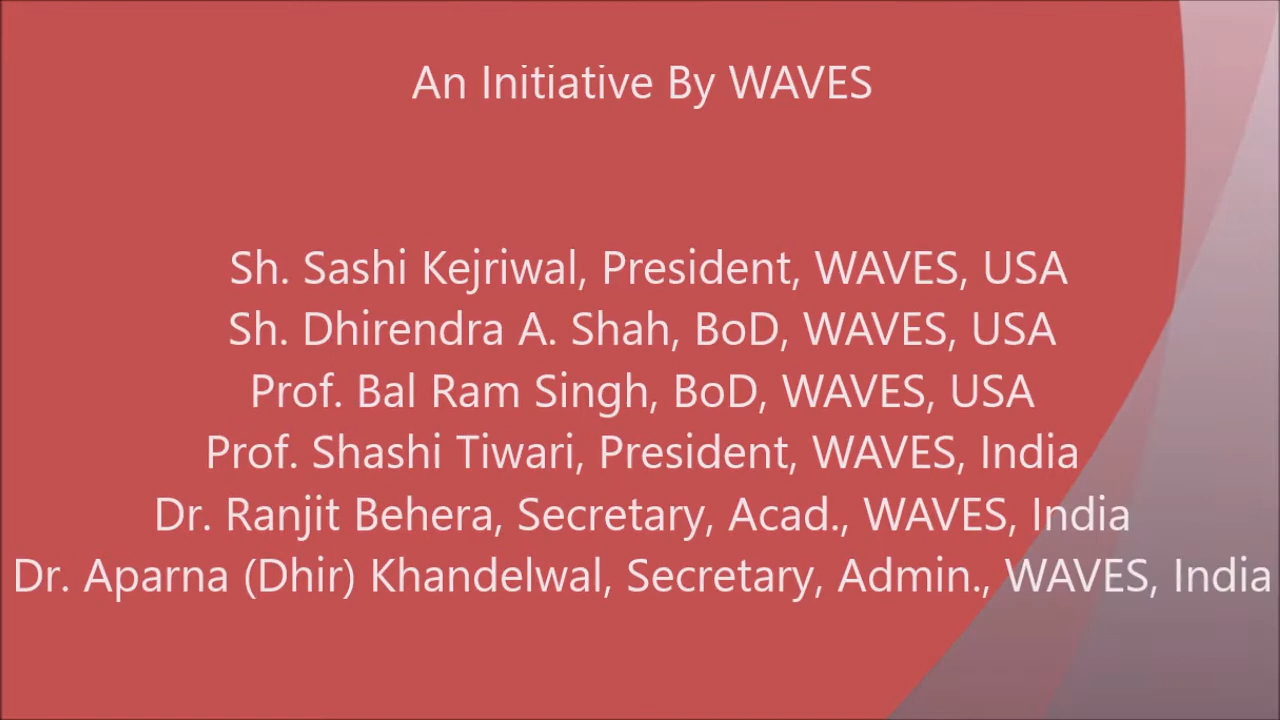 An Initiative By WAVES
Sh. Sashi Kejriwal, President, WAVES, USA
Sh. Dhirendra A. Shah, BoD, WAVES, USA
Prof. Bal Ram Singh, BoD, WAVES, USA
Prof. Shashi Tiwari, President, WAVES, India
Dr. Ranjit Behera, Secretary, Acad., WAVES, India
Dr. Aparna (Dhir) Khandelwal, Secretary, Admin., WAVES, India